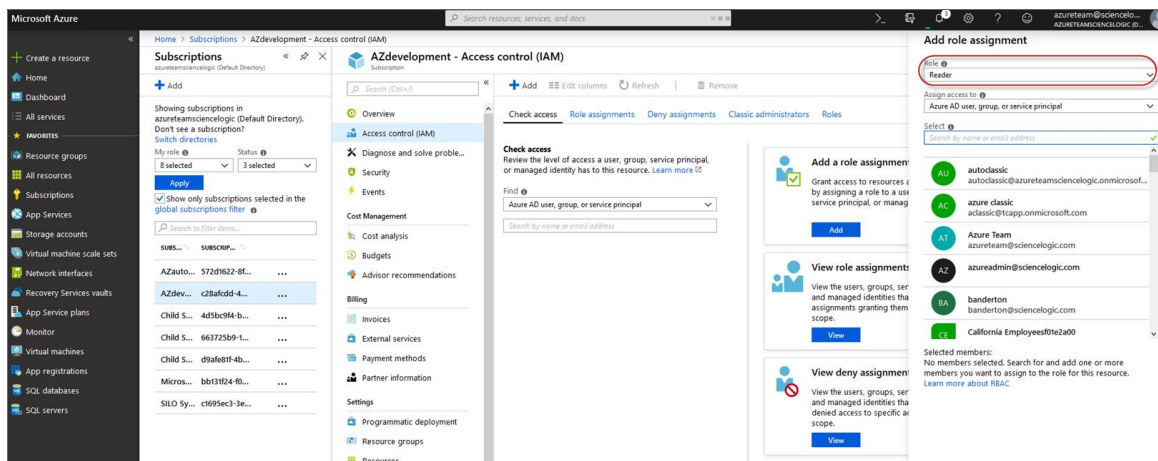 Microsoft Azure
Search resources, services, and docs
3
azureteam@sciencelo...
AZURETEAMSCIENCELOGIC (D...
Create a resource
Home
Dashboard
All services
FAVORITES
Resource groups
All resources
Subscriptions
App Services
Storage accounts
Virtual machine scale sets
Network interfaces
Recovery Services vaults
App Service plans
Monitor
Virtual machines
App registrations
SQL databases
SQL servers
Home > Subscriptions > AZdevelopment - Access control (IAM)
Subscriptions
azureteamsciencelogic (Default Directory)
Add
Showing subscriptions in
azureteamsciencelogic (Default Directory).
Don't see a subscription?
Switch directories
My role Status
8 selected 3 selected
Apply
Show only subscriptions selected in the
global subscriptions filter
Search to filter items...
SUBS... SUBSCRIP...
AZauto... 572d1622-8f... ...
AZdev... c28afcdd-4... ...
Child S... 4d5bc9f4-b... ...
Child S... 663725b9-1... ...
Child S... d9afe81f-4b... ...
Micros... bb131f24-f0... ...
SILO Sy... c1695ec3-3e... ...
AZdevelopment - Access control (IAM)
Subscription
Search (Ctrl+/)
Overview
Access control (IAM)
Diagnose and solve proble...
Security
Events
Cost Management
Cost analysis
Budgets
Advisor recommendations
Billing
Invoices
External services
Payment methods
Partner information
Settings
Programmatic deployment
Resource groups
Resources
Add Edit columns Refresh Remove
Check access Role assignments Deny assignments Classic administrators Roles
Check access
Review the level of access a user, group, service principal,
or managed identity has to this resource. Learn more
Find
Azure AD user, group, or service principal
Search by name or email address
Add a role assignment
Grant access to resources a
by assigning a role to a use
service principal, or manag
Add
View role assignments
View the users, groups, ser
and managed identities tha
assignments granting them
scope.
View
View deny assignment
View the users, groups, ser
and managed identities tha
denied access to specific ac
scope.
View
Add role assignment
Role
Reader
Assign access to
Azure AD user, group, or service principal
Select
Search by name or email address
AU autoclassic
autoclassic@azureteamsciencelogic.onmicrosof...
AC azure classic
aclassic@tcapp.onmicrosoft.com
AT Azure Team
azureteam@sciencelogic.com
AZ azureadmin@sciencelogic.com
BA banderton
banderton@sciencelogic.com
CE California Employeesf01e2a00
Selected members:
No members selected. Search for and add one or more
members you want to assign to the role for this resource.
Learn more about RBAC